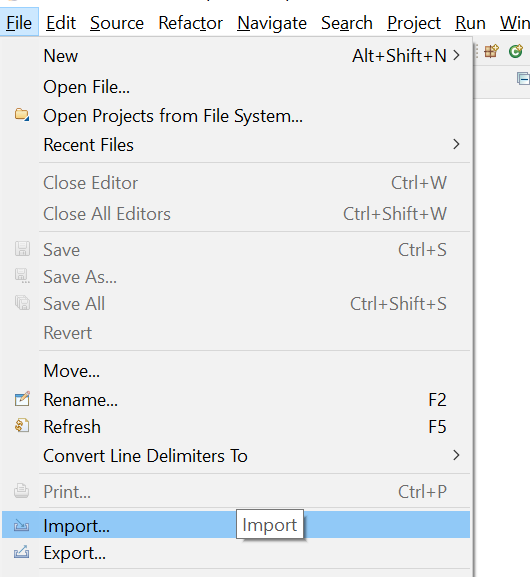 File Edit Source Refactor Navigate Search Project Run Win
New Alt+Shift+N >
Open File...
Open Projects from File System...
Recent Files >
Close Editor Ctrl+W
Close All Editors Ctrl+Shift+W
Save Ctrl+S
Save As...
Save All Ctrl+Shift+S
Revert
Move...
Rename... F2
Refresh F5
Convert Line Delimiters To >
Print... Ctrl+P
Import... Import
Export...